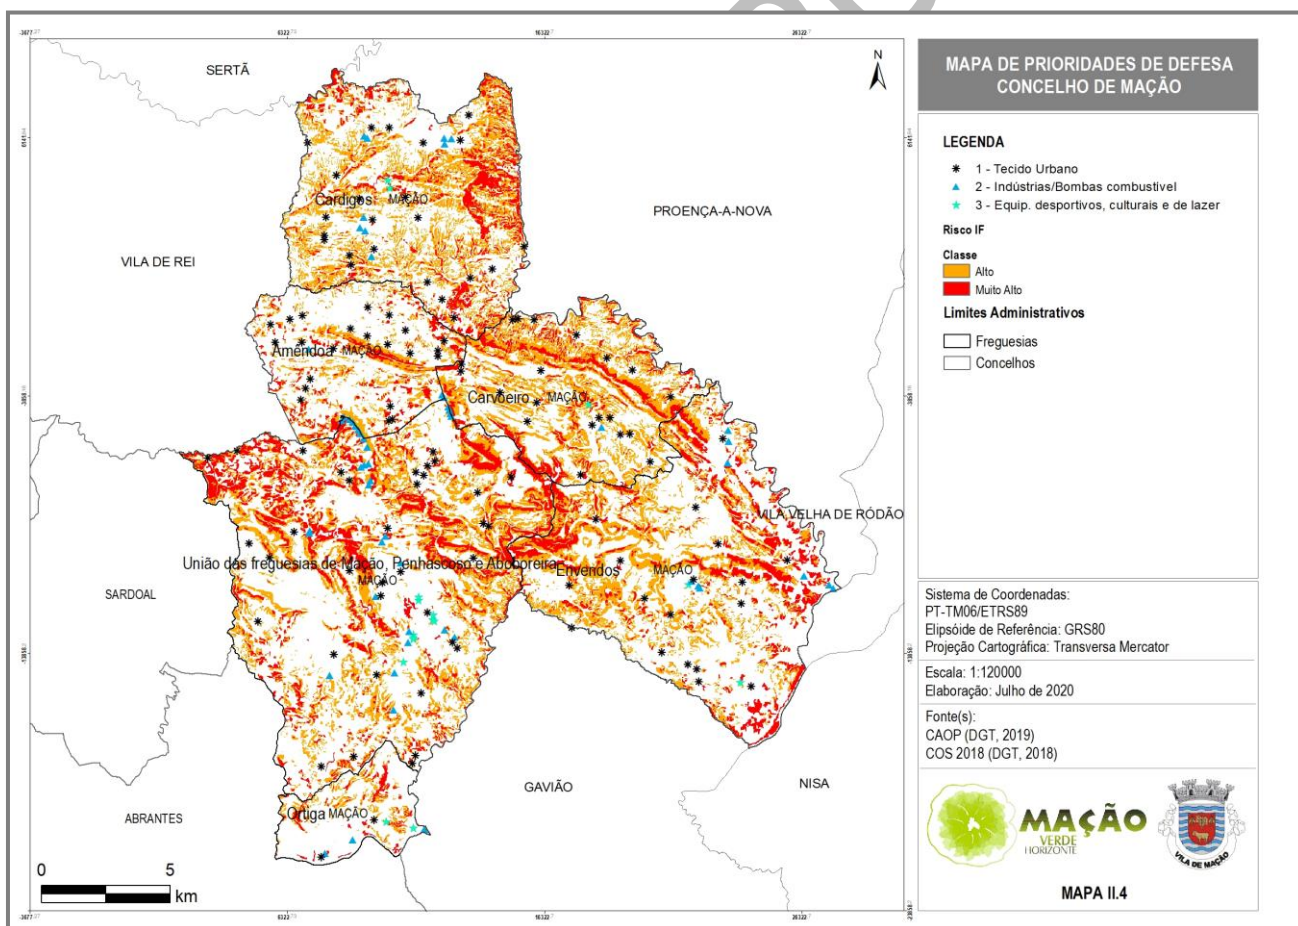 MAPA DE PRIORIDADES DE DEFESA
CONCELHO DE MAÇÃO
LEGENDA
1 - Tecido Urbano
2 - Indústrias/Bombas combustivel
3 - Equip. desportivos, culturais e de lazer
Risco IF
Classe
Alto
Muito Alto
Limites Administrativos
Freguesias
Concelhos
Sistema de Coordenadas:
PT-TM06/ETRS89
Elipsóide de Referência: GRS80
Projeção Cartográfica: Transversa Mercator
Escala: 1:120000
Elaboração: Julho de 2020
Fonte(s):
CAOP (DGT, 2019)
COS 2018 (DGT, 2018)
MAÇÃO
VERDE
HORIZONTE
VILA DE MAÇÃO
MAPA II.4
N
SERTÃ
PROENÇA-A-NOVA
VILA DE REI
Cardigos
MAÇÃO
Amêndoa
MAÇÃO
Carvoeiro
MAÇÃO
VILA VELHA DE RÓDÃO
União das freguesias de Mação, Penhascoso e Aboboreira
MAÇÃO
Envendos
MAÇÃO
SARDOAL
ABRANTES
Ortiga
MAÇÃO
GAVIÃO
NISA
0 5
km